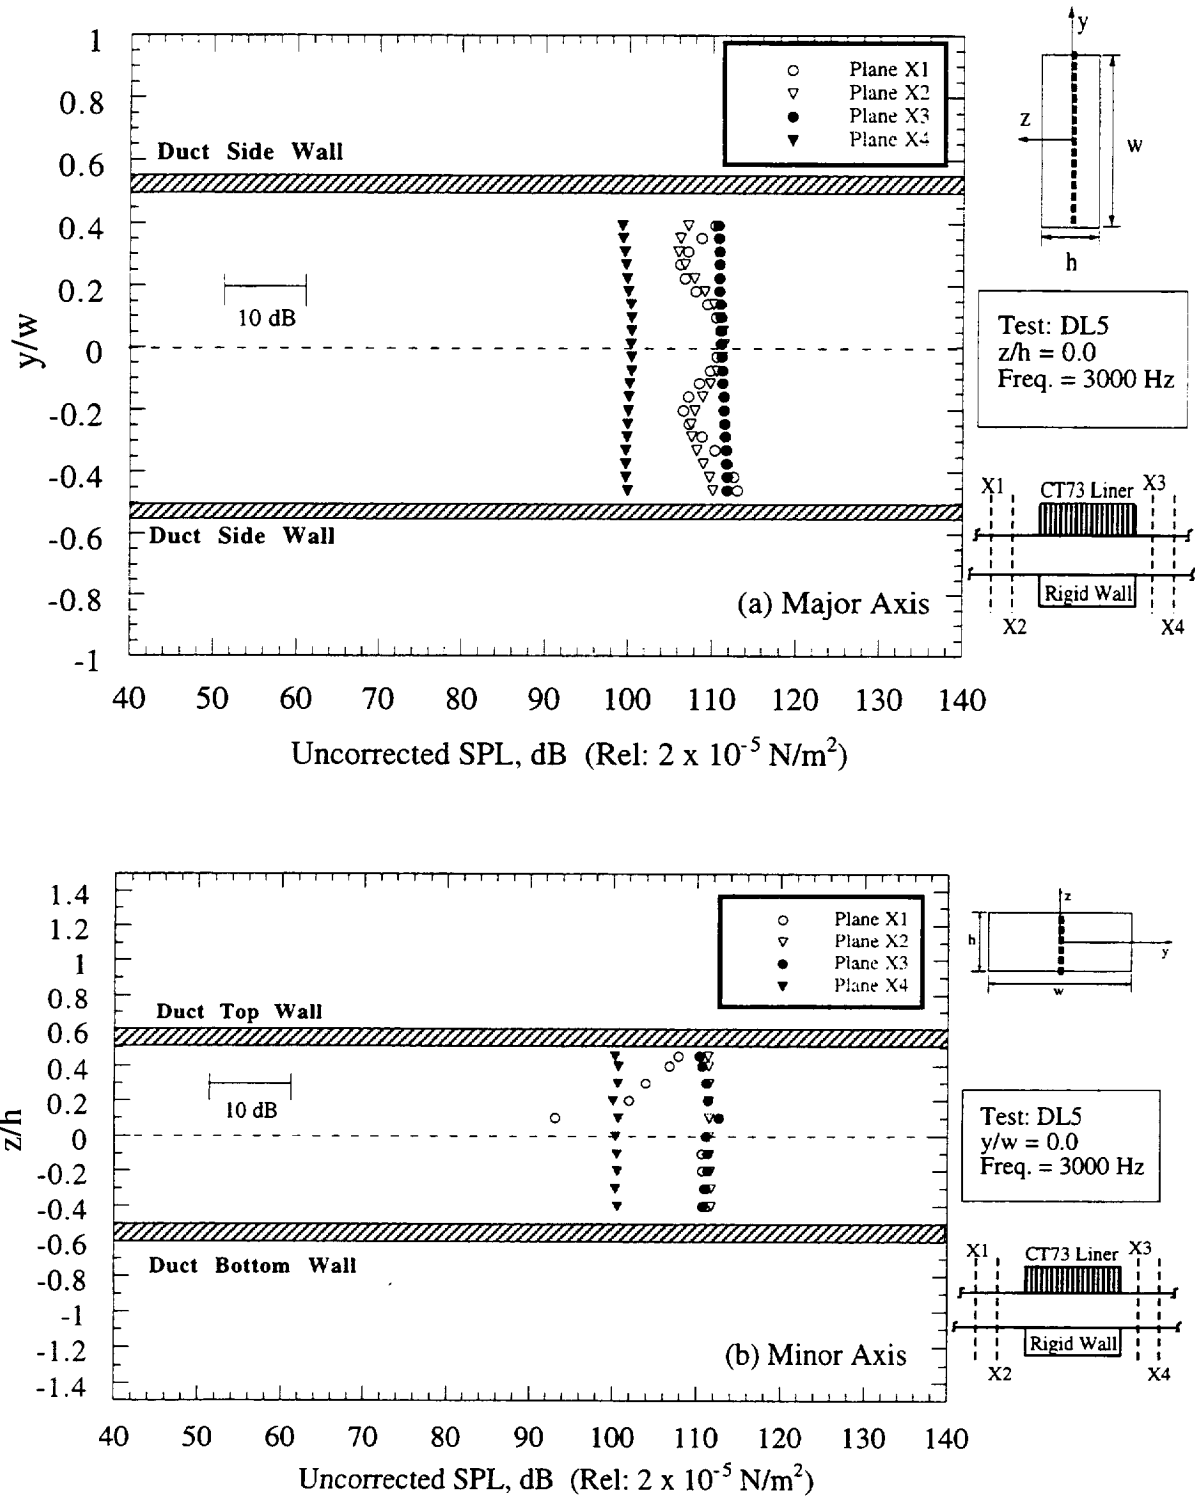 1
0.8
0.6
0.4
0.2
0
-0.2
-0.4
-0.6
-0.8
-1
y/w
Plane X1
Plane X2
Plane X3
Plane X4
Duct Side Wall
10 dB
Duct Side Wall
(a) Major Axis
40 50 60 70 80 90 100 110 120 130 140
Uncorrected SPL, dB (Rel: 2 x 10⁻⁵ N/m²)
y
z
w
h
Test: DL5
z/h = 0.0
Freq. = 3000 Hz
X1 CT73 Liner X3
Rigid Wall
X2 X4
1.4
1.2
1
0.8
0.6
0.4
0.2
0
-0.2
-0.4
-0.6
-0.8
-1
-1.2
-1.4
z/h
Plane X1
Plane X2
Plane X3
Plane X4
Duct Top Wall
10 dB
Duct Bottom Wall
(b) Minor Axis
40 50 60 70 80 90 100 110 120 130 140
Uncorrected SPL, dB (Rel: 2 x 10⁻⁵ N/m²)
z
h
y
w
Test: DL5
y/w = 0.0
Freq. = 3000 Hz
X1 CT73 Liner X3
Rigid Wall
X2 X4